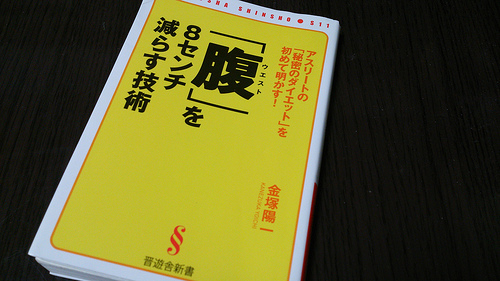 SHA SHINSHO ● S11
アスリートの
「秘密のダイエット」を
初めて明かす！
「腹」を
ウエスト
8センチ
減らす技術
金塚陽一
晋遊舎新書